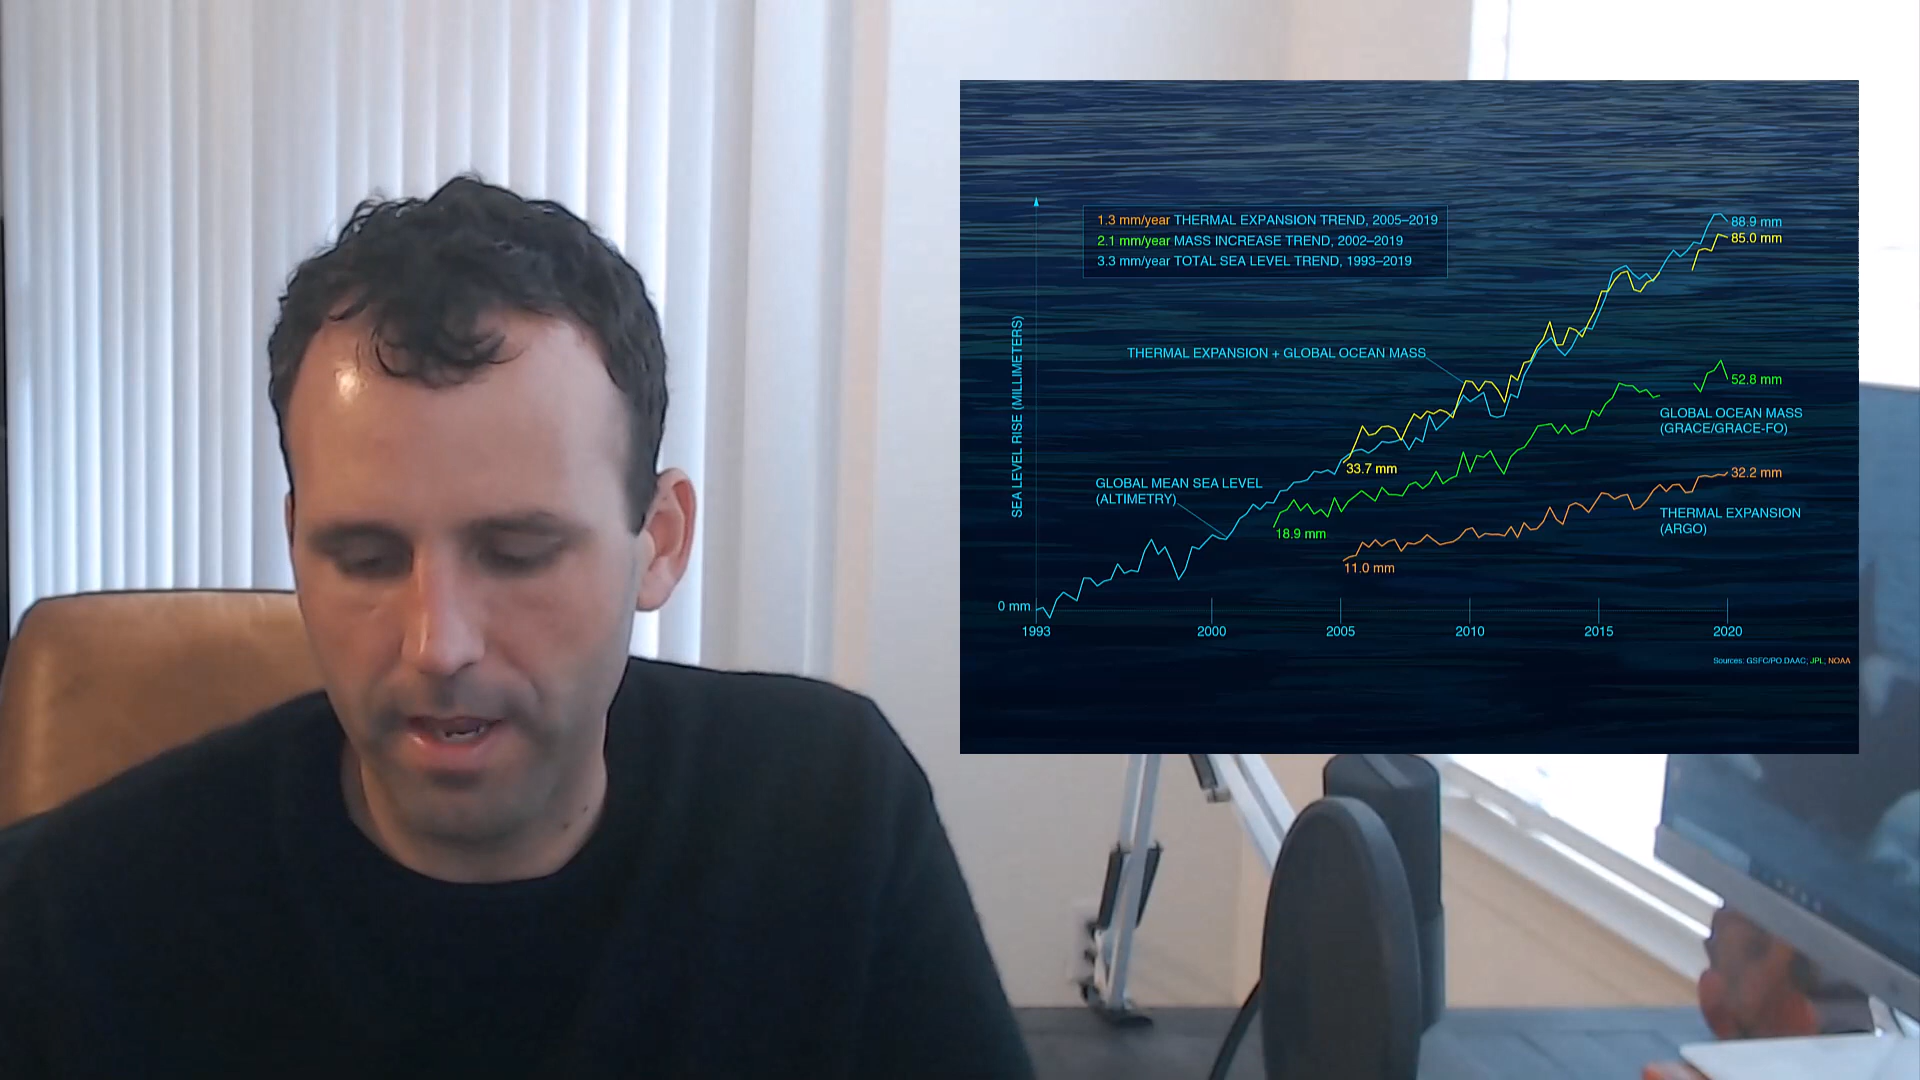 1.3 mm/year THERMAL EXPANSION TREND, 2005–2019
2.1 mm/year MASS INCREASE TREND, 2002–2019
3.3 mm/year TOTAL SEA LEVEL TREND, 1993–2019
88.9 mm
85.0 mm
SEA LEVEL RISE (MILLIMETERS)
THERMAL EXPANSION + GLOBAL OCEAN MASS
52.8 mm
GLOBAL OCEAN MASS
(GRACE/GRACE-FO)
33.7 mm
32.2 mm
GLOBAL MEAN SEA LEVEL
(ALTIMETRY)
THERMAL EXPANSION
(ARGO)
18.9 mm
11.0 mm
0 mm
1993
2000
2005
2010
2015
2020
Sources: GSFC/PO.DAAC; JPL; NOAA